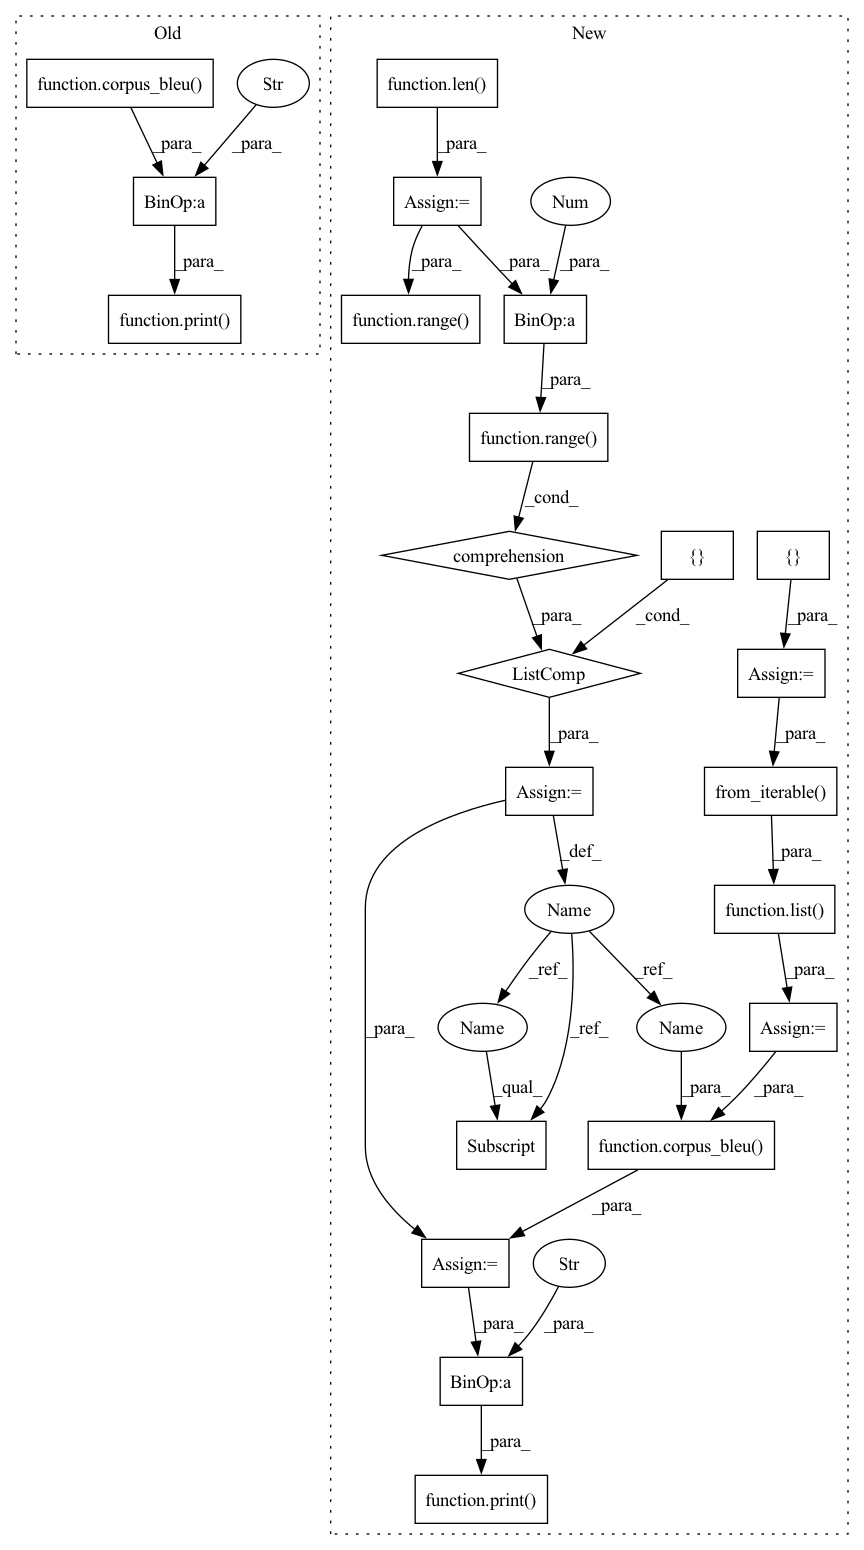 Old
New
function.corpus_bleu()
Str
function.len()
_para_
_para_
_para_
BinOp:a
Assign:=
Num
_para_
_para_
_para_
_para_
function.print()
function.range()
BinOp:a
_para_
function.range()
_cond_
comprehension
{}
{}
_para_
_cond_
_para_
ListComp
Assign:=
_para_
_para_
Assign:=
from_iterable()
_def_
_para_
Name
function.list()
_ref_
_ref_
_para_
_para_
Name
_ref_
Name
Assign:=
_qual_
_para_
_para_
Subscript
function.corpus_bleu()
_para_
Assign:=
Str
_para_
_para_
BinOp:a
_para_
function.print()